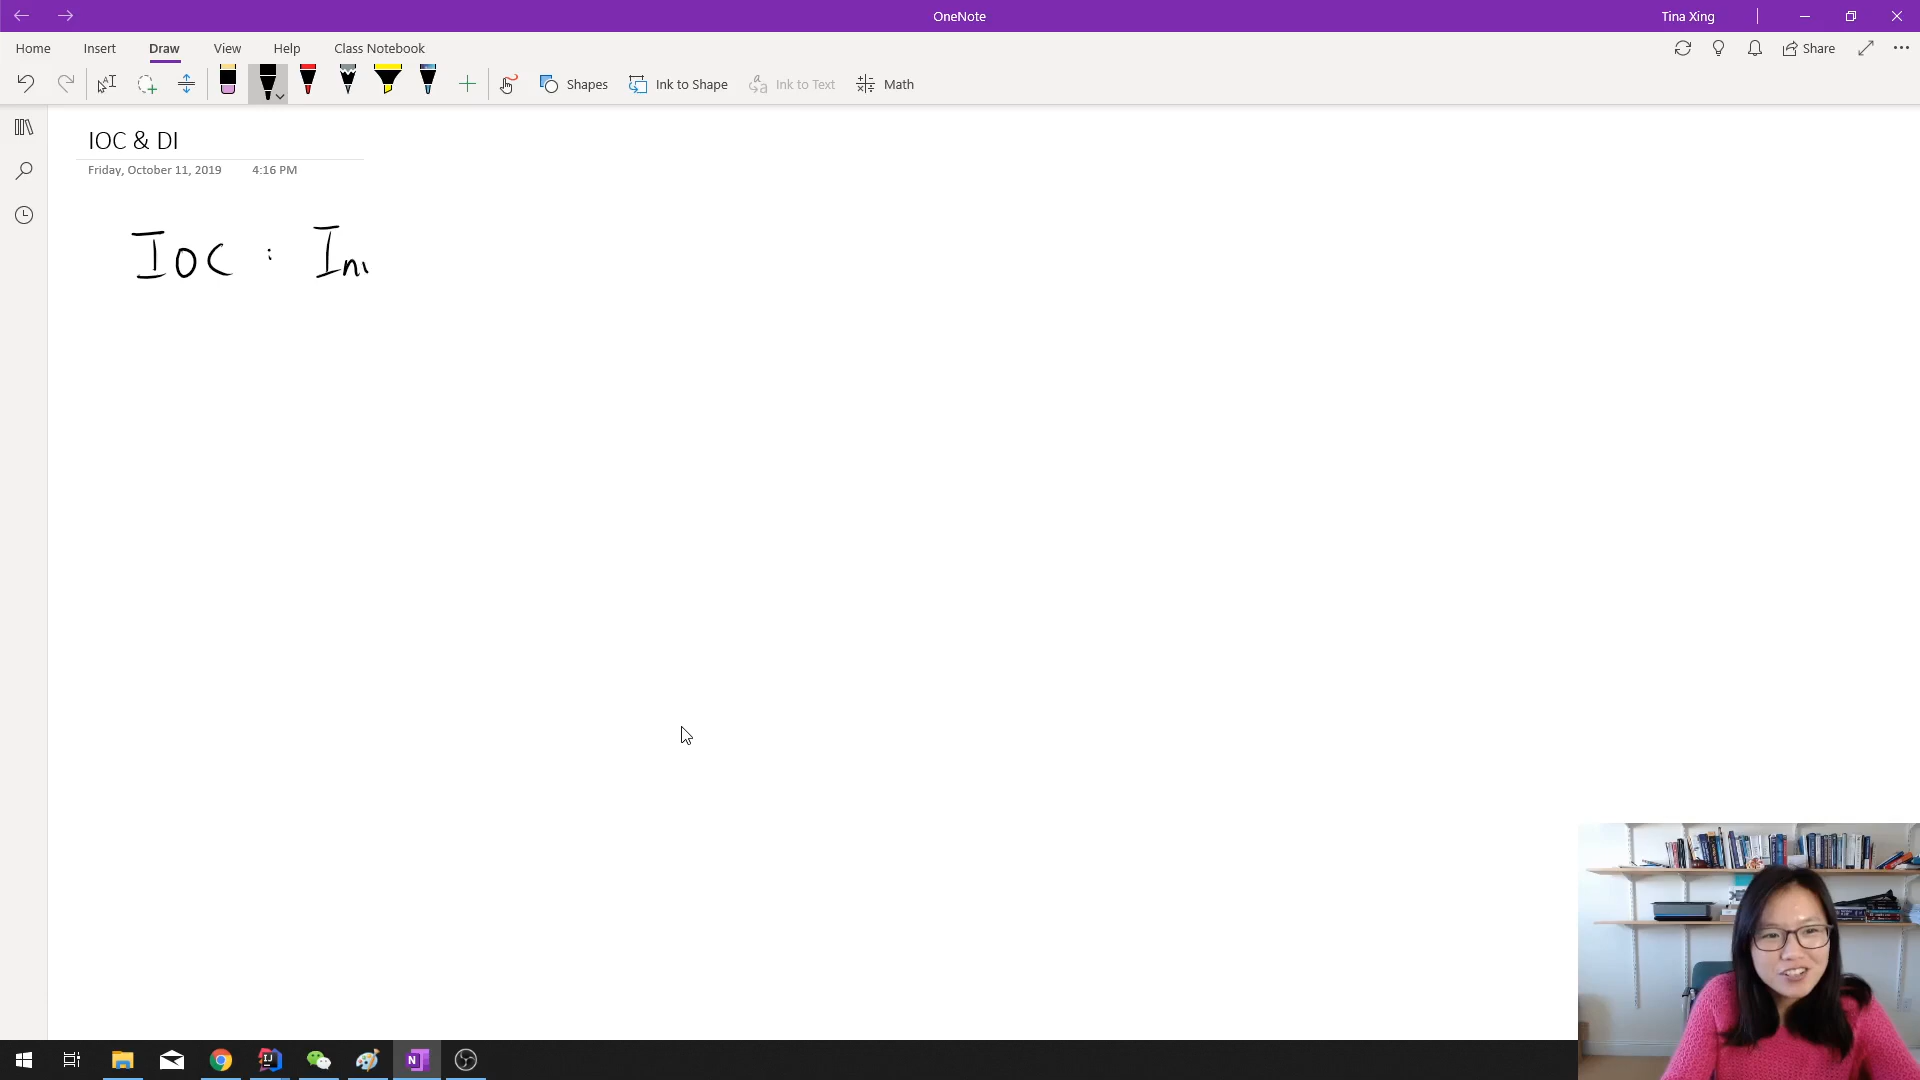 OneNote
Tina Xing
Home Insert Draw View Help Class Notebook
Share
Shapes Ink to Shape Ink to Text Math
IOC & DI
Friday, October 11, 2019 4:16 PM
IOC : In